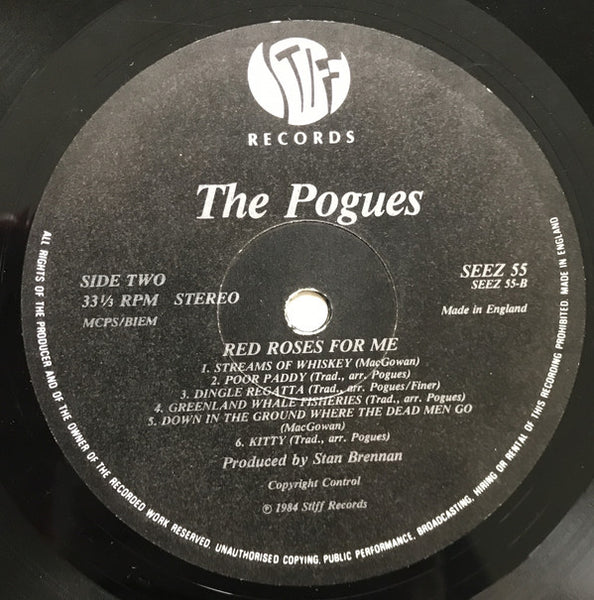 STIFF
RECORDS
The Pogues
SIDE TWO
33⅓ RPM STEREO
MCPS/BIEM
SEEZ 55
SEEZ 55-B
Made in England
RED ROSES FOR ME
1. STREAMS OF WHISKEY (MacGowan)
2. POOR PADDY (Trad., arr. Pogues)
3. DINGLE REGATTA (Trad., arr. Pogues/Finer)
4. GREENLAND WHALE FISHERIES (Trad., arr. Pogues)
5. DOWN IN THE GROUND WHERE THE DEAD MEN GO
(MacGowan)
6. KITTY (Trad., arr. Pogues)
Produced by Stan Brennan
Copyright Control
℗ 1984 Stiff Records
ALL RIGHTS OF THE PRODUCER AND OF THE OWNER OF THE RECORDED WORK RESERVED. UNAUTHORISED COPYING, PUBLIC PERFORMANCE, BROADCASTING, HIRING OR RENTAL OF THIS RECORDING PROHIBITED. MADE IN ENGLAND